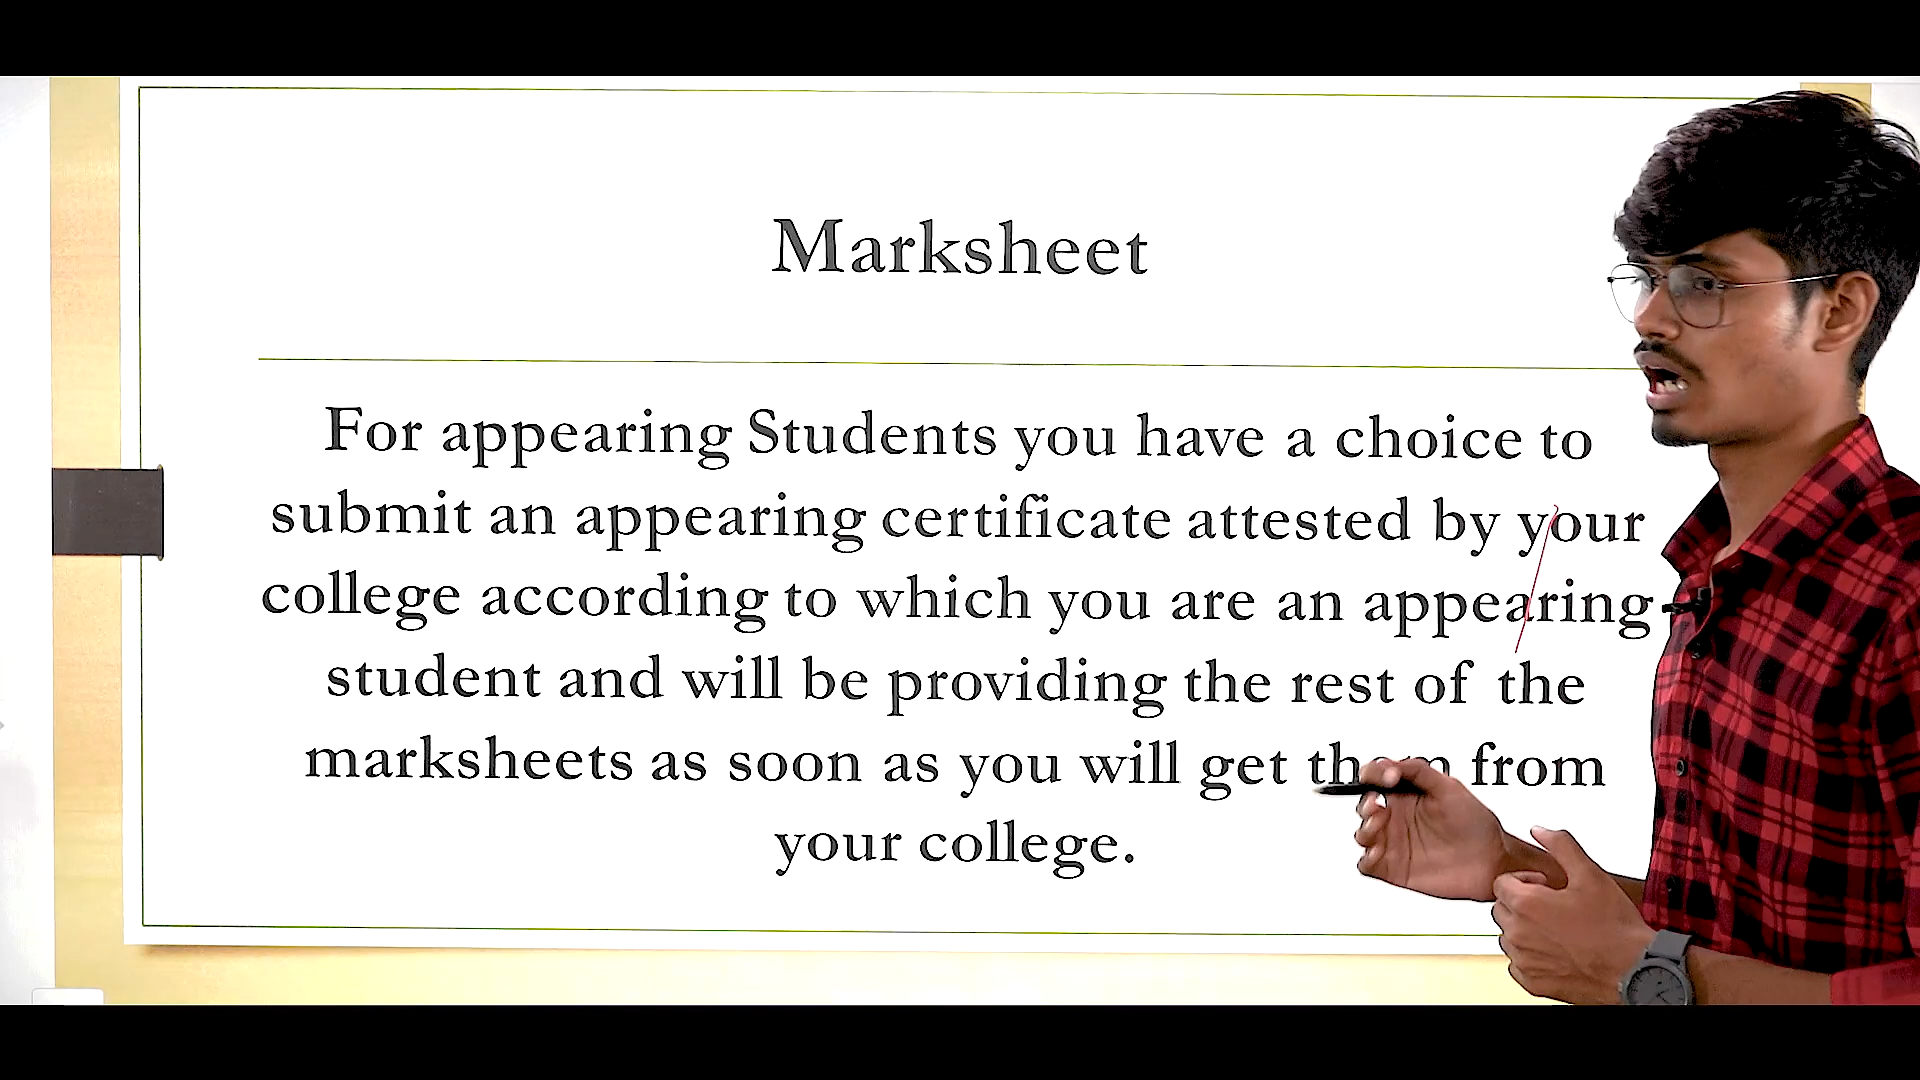 Marksheet
For appearing Students you have a choice to
submit an appearing certificate attested by your
college according to which you are an appearing
student and will be providing the rest of the
marksheets as soon as you will get them from
your college.